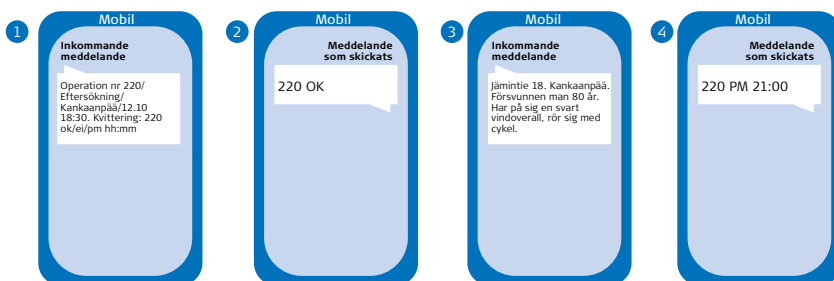 1
Mobil
Inkommande
meddelande
Operation nr 220/
Eftersökning/
Kankaanpää/12.10
18:30. Kvittering: 220
ok/ei/pm hh:mm
2
Mobil
Meddelande
som skickats
220 OK
3
Mobil
Inkommande
meddelande
Jämintie 18. Kankaanpää.
Försvunnen man 80 år.
Har på sig en svart
vindoverall, rör sig med
cykel.
4
Mobil
Meddelande
som skickats
220 PM 21:00